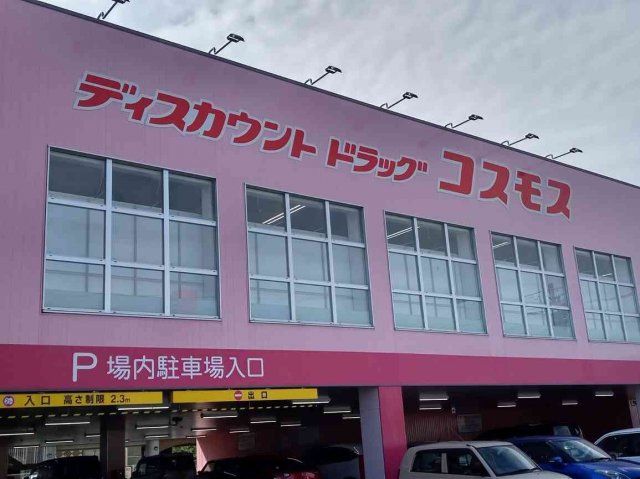 ディスカウント ドラッグ コスモス
P 場内駐車場入口
入口 高さ制限 2.3m
出口